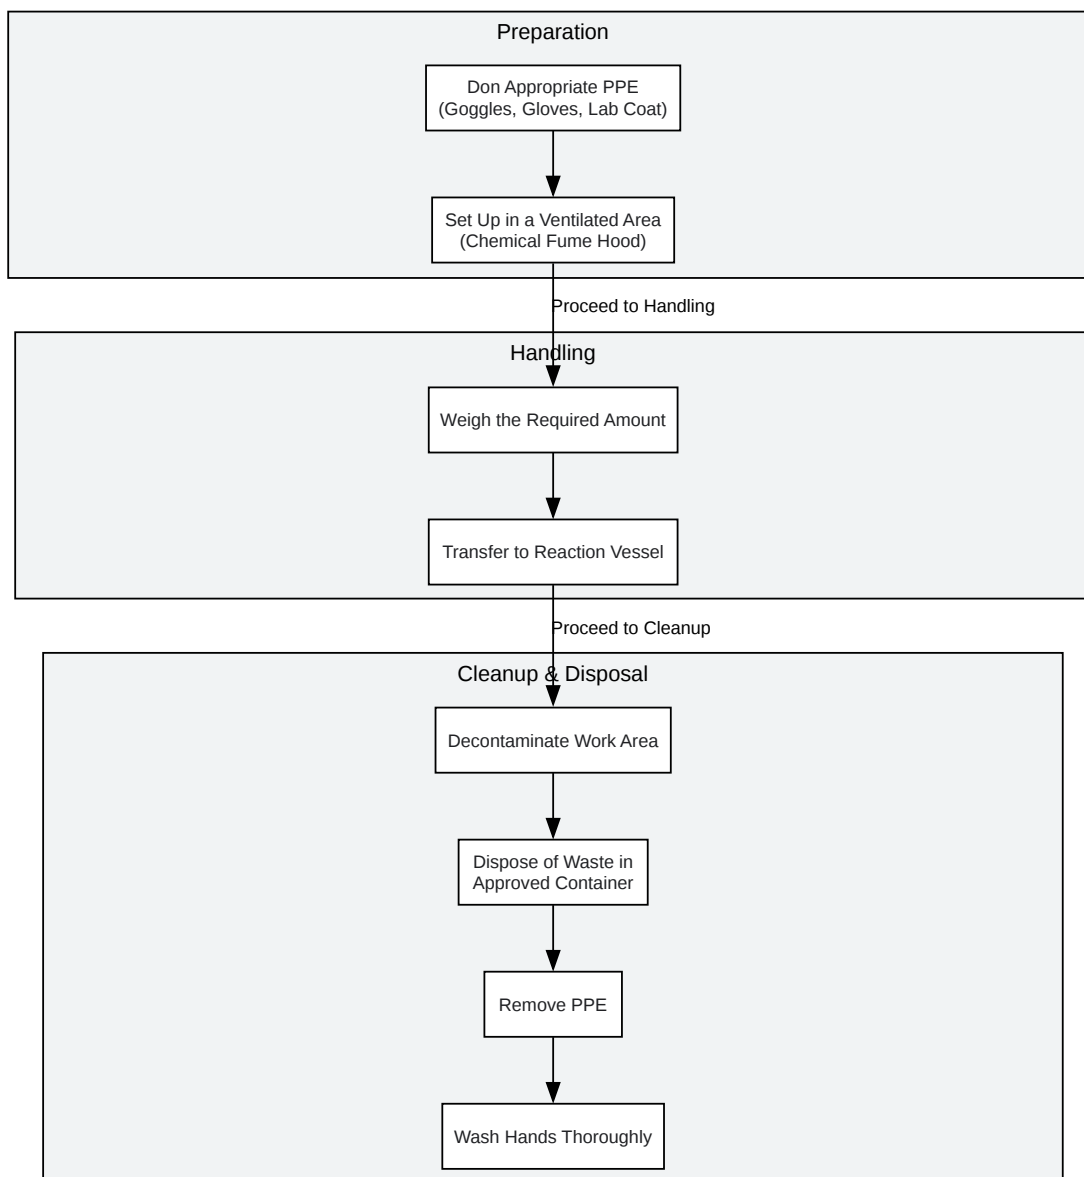 Preparation
Don Appropriate PPE
(Goggles, Gloves, Lab Coat)
Set Up in a Ventilated Area
(Chemical Fume Hood)
Proceed to Handling
Handling
Weigh the Required Amount
Transfer to Reaction Vessel
Proceed to Cleanup
Cleanup & Disposal
Decontaminate Work Area
Dispose of Waste in
Approved Container
Remove PPE
Wash Hands Thoroughly